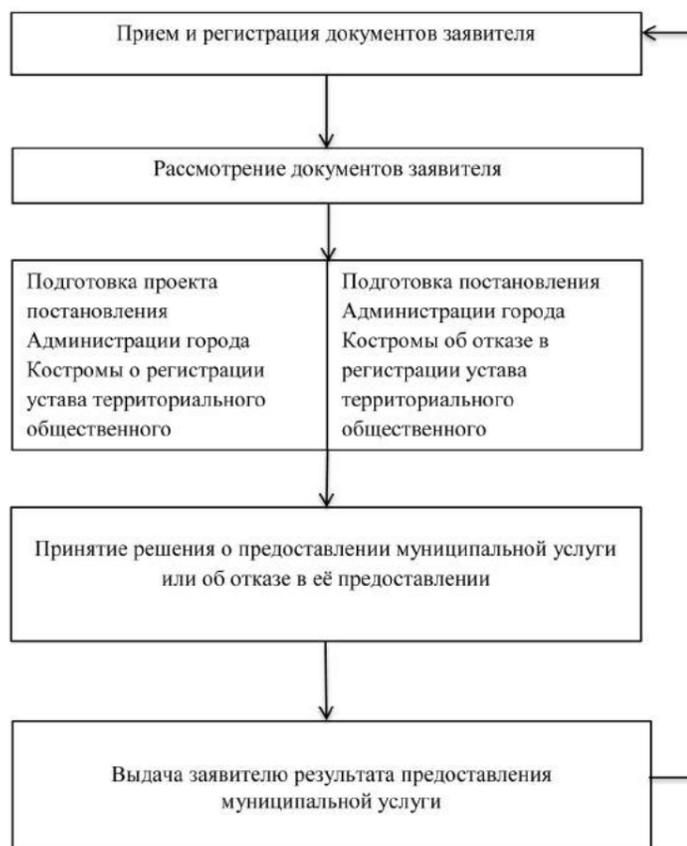 Прием и регистрация документов заявителя
Рассмотрение документов заявителя
Подготовка проекта
постановления
Администрации города
Костромы о регистрации
устава территориального
общественного
Подготовка постановления
Администрации города
Костромы об отказе в
регистрации устава
территориального
общественного
Принятие решения о предоставлении муниципальной услуги
или об отказе в её предоставлении
Выдача заявителю результата предоставления
муниципальной услуги